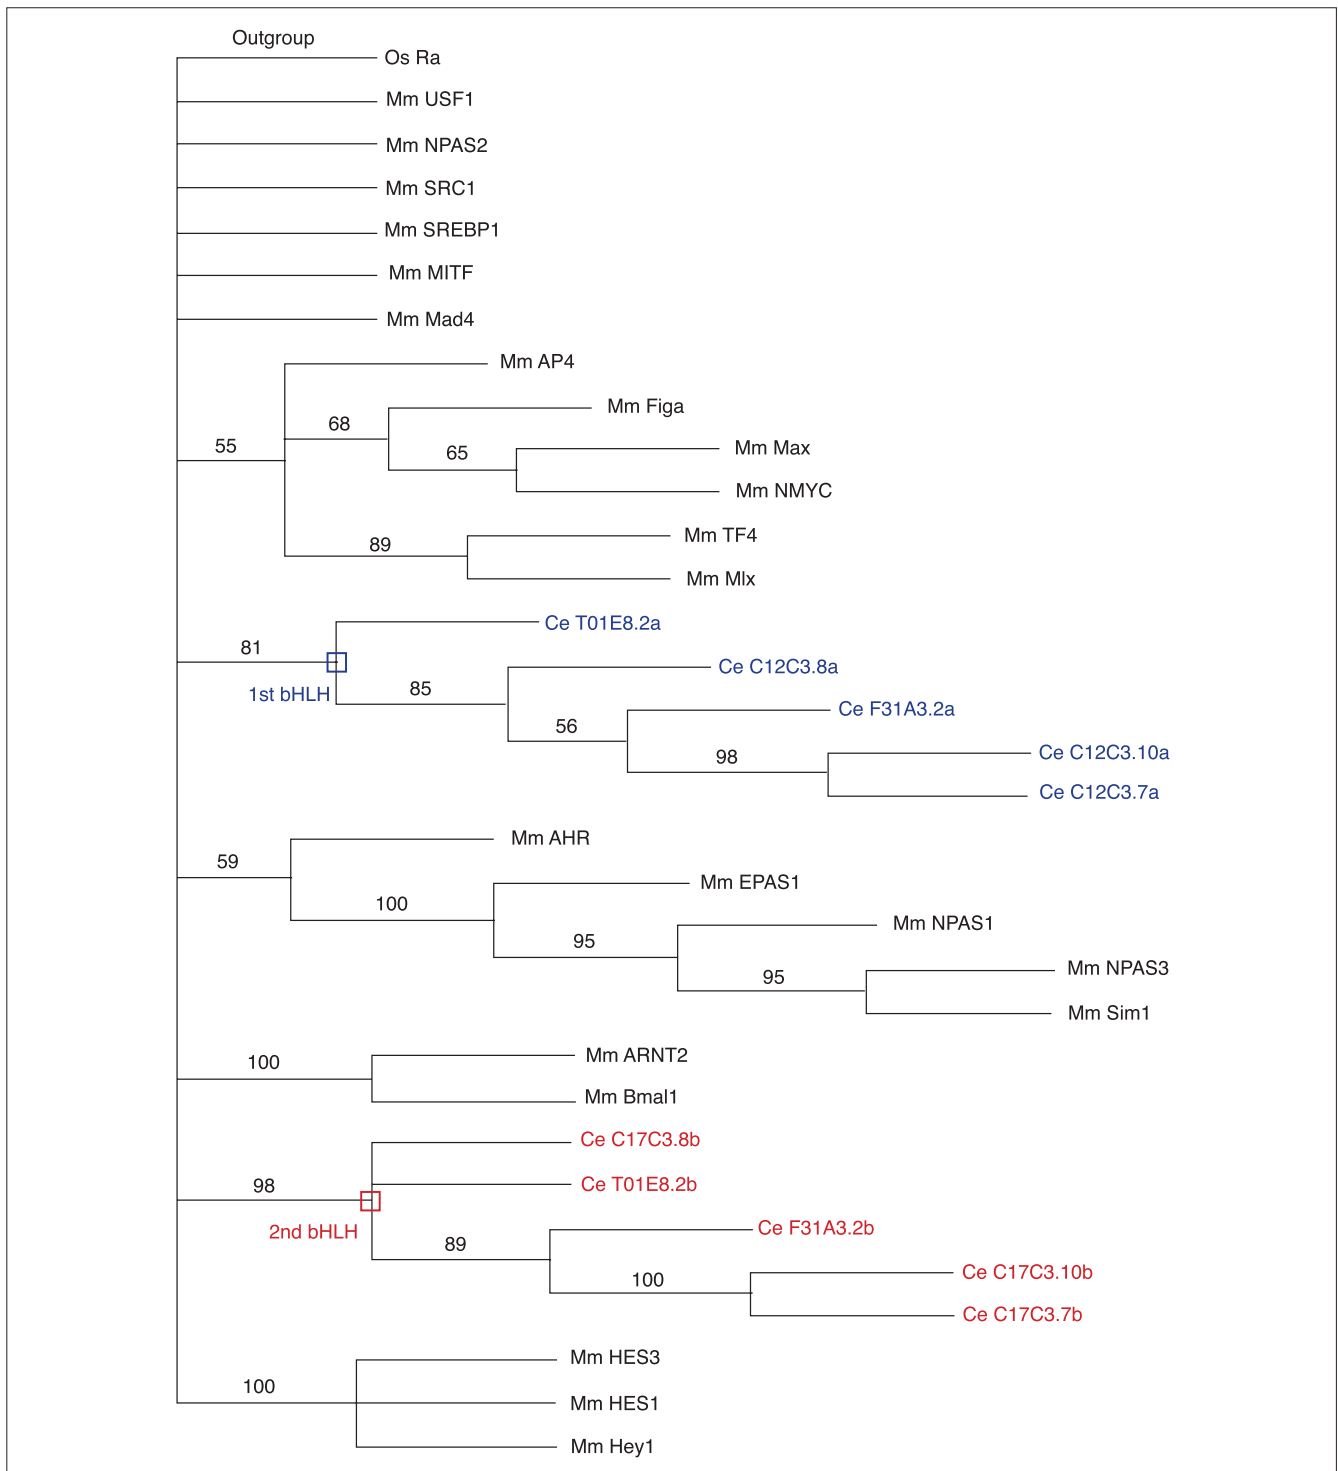 Outgroup
Os Ra
Mm USF1
Mm NPAS2
Mm SRC1
Mm SREBP1
Mm MITF
Mm Mad4
Mm AP4
Mm Figa
68
55
Mm Max
65
Mm NMYC
Mm TF4
89
Mm Mlx
Ce T01E8.2a
81
Ce C12C3.8a
1st bHLH
85
Ce F31A3.2a
56
Ce C12C3.10a
98
Ce C12C3.7a
Mm AHR
59
Mm EPAS1
100
Mm NPAS1
95
Mm NPAS3
95
Mm Sim1
Mm ARNT2
100
Mm Bmal1
Ce C17C3.8b
98
Ce T01E8.2b
2nd bHLH
Ce F31A3.2b
89
Ce C17C3.10b
100
Ce C17C3.7b
Mm HES3
100
Mm HES1
Mm Hey1